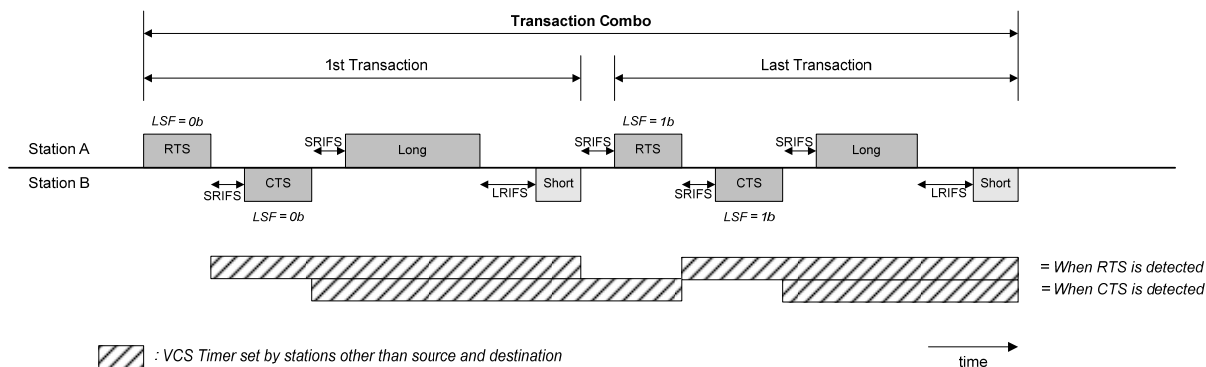 Transaction Combo
1st Transaction
Last Transaction
LSF = 0b
LSF = 1b
Station A
RTS
SRIFS
Long
SRIFS
RTS
SRIFS
Long
Station B
SRIFS
CTS
LRIFS
Short
SRIFS
CTS
LRIFS
Short
LSF = 0b
LSF = 1b
= When RTS is detected
= When CTS is detected
: VCS Timer set by stations other than source and destination
time